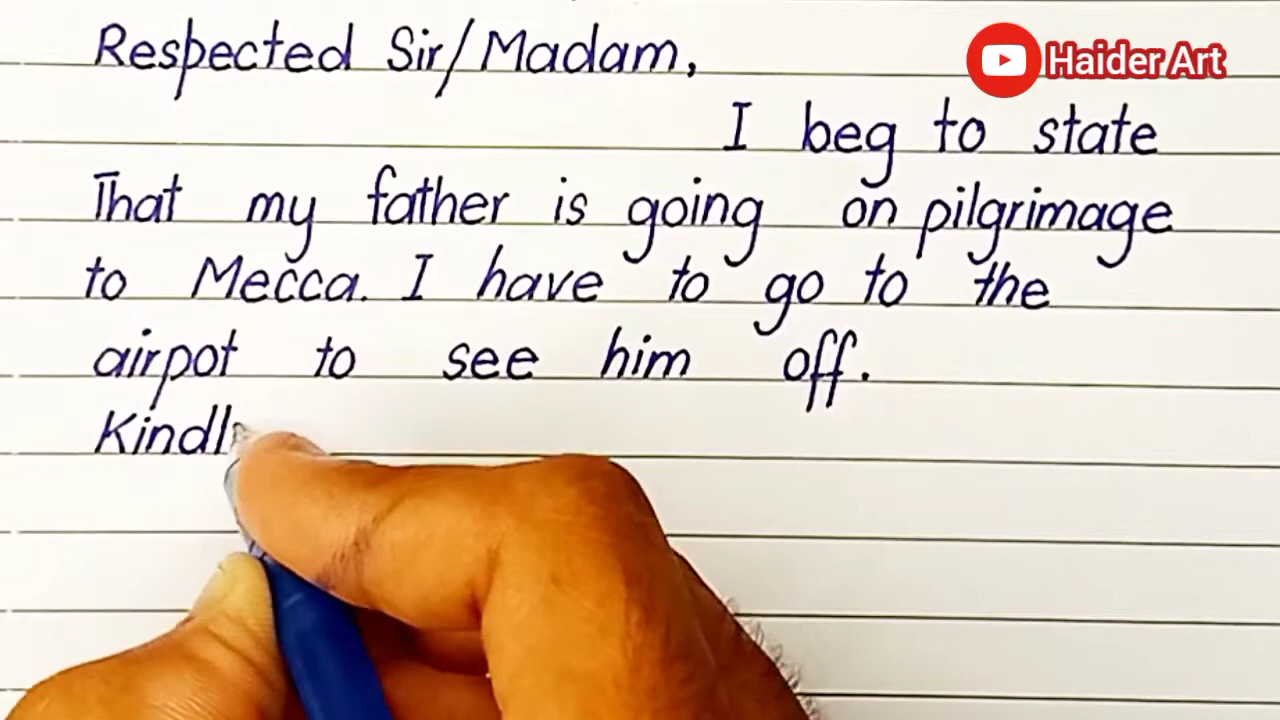 Respected Sir/Madam,
Haider Art
I beg to state
That my father is going on pilgrimage
to Mecca. I have to go to the
airpot to see him off.
Kindl